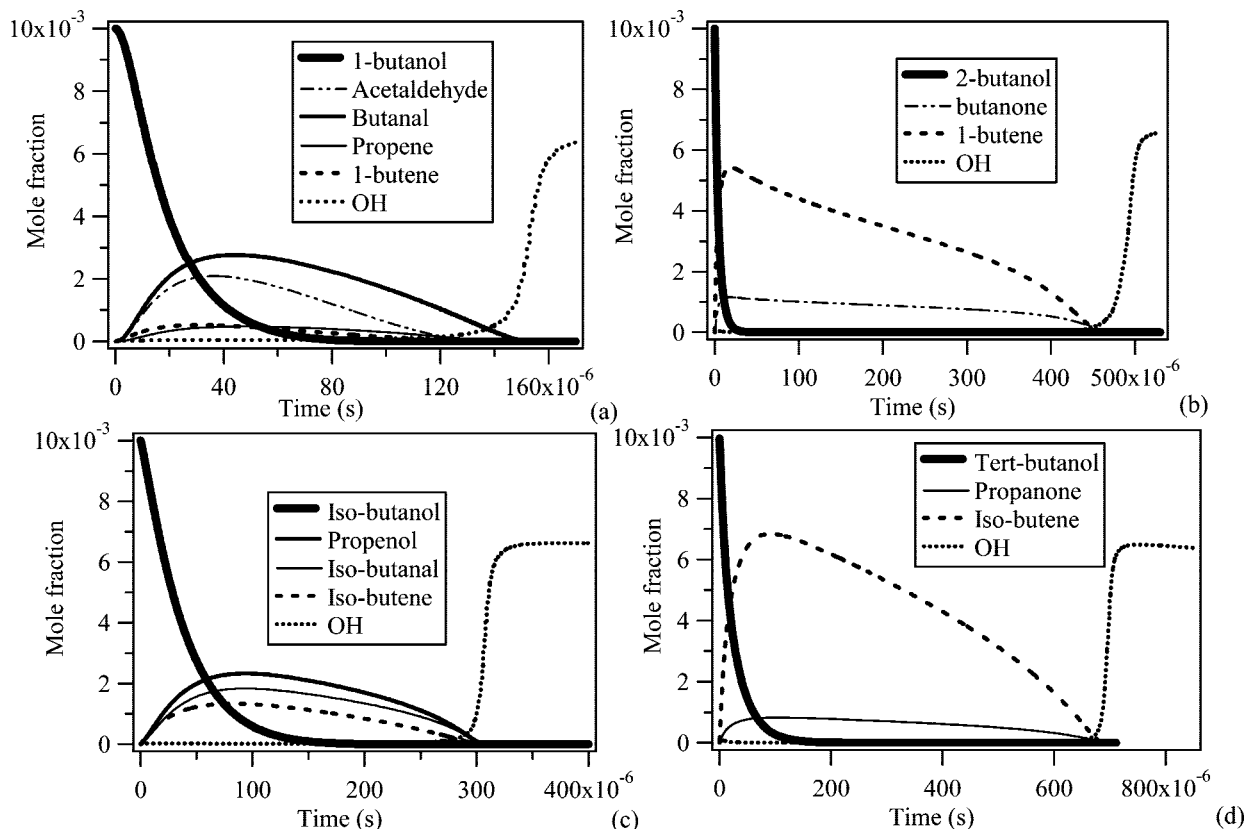 10x10-3
8
6
4
2
0
Mole fraction
1-butanol
Acetaldehyde
Butanal
Propene
1-butene
OH
0
40
80
120
160x10-6
Time (s)
(a)
10x10-3
8
6
4
2
0
Mole fraction
2-butanol
butanone
1-butene
OH
0
100
200
300
400
500x10-6
Time (s)
(b)
10x10-3
8
6
4
2
0
Mole fraction
Iso-butanol
Propenol
Iso-butanal
Iso-butene
OH
0
100
200
300
400x10-6
Time (s)
(c)
10x10-3
8
6
4
2
0
Mole fraction
Tert-butanol
Propanone
Iso-butene
OH
0
200
400
600
800x10-6
Time (s)
(d)